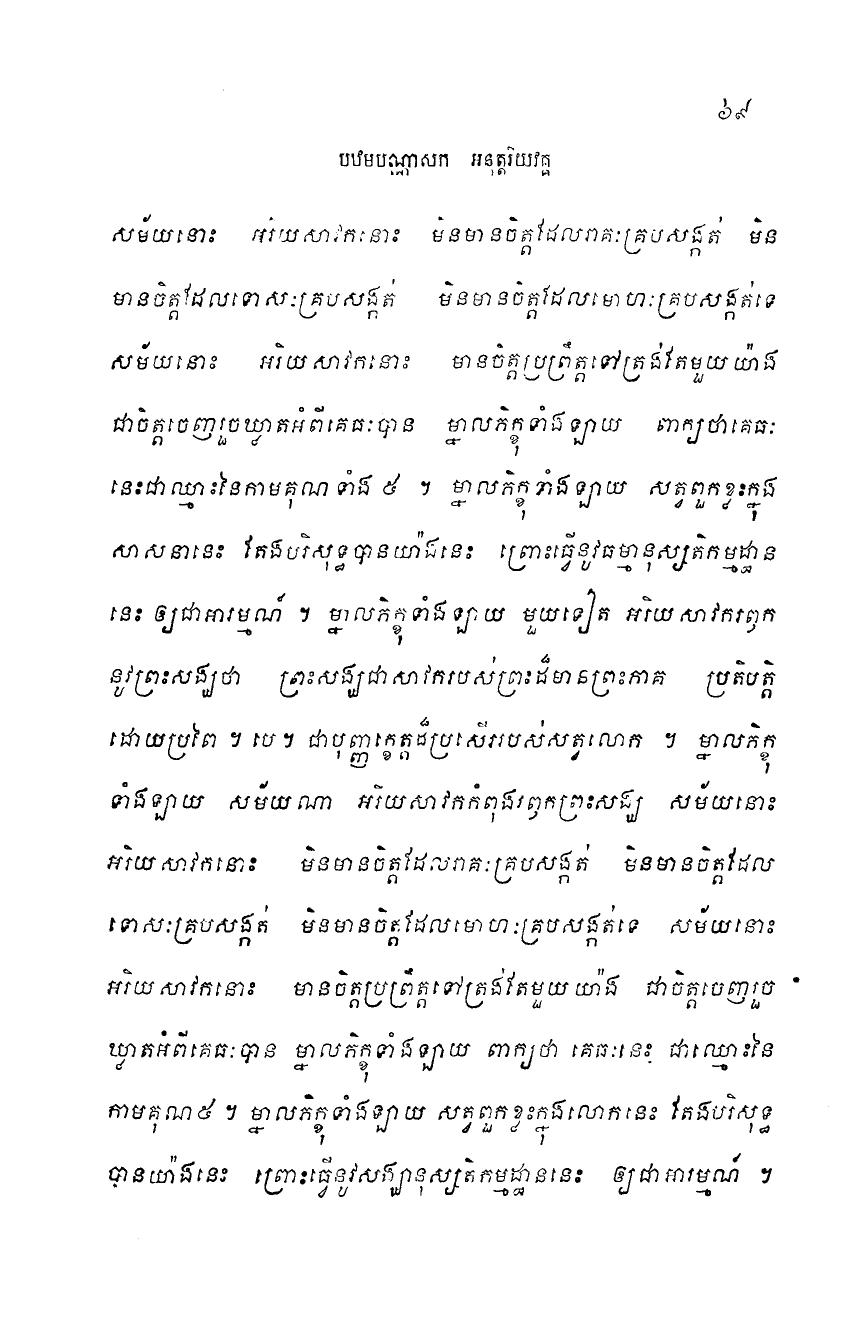 ៦៩
បឋមបណ្ណាសក អនុត្តរិយវគ្គ
សម័យនោះ អរិយសាវកនោះ មិនមានចិត្តដែលរាគៈគ្របសង្កត់ មិន
មានចិត្តដែលទោសៈគ្របសង្កត់ មិនមានចិត្តដែលមោហៈគ្របសង្កត់ទេ
សម័យនោះ អរិយសាវកនោះ មានចិត្តប្រព្រឹត្តទៅត្រង់តែមួយយ៉ាង
ជាចិត្តចេញរួចឃ្លាតអំពីគេធៈបាន ម្នាលភិក្ខុទាំងឡាយ ពាក្យថាគេធៈ
នេះជាឈ្មោះនៃកាមគុណទាំង ៥ ។ ម្នាលភិក្ខុទាំងឡាយ សត្វពួកខ្លះក្នុង
សាសនានេះ តែងបរិសុទ្ធបានយ៉ាងនេះ ព្រោះធ្វើនូវធម្មានុស្សតិកម្មដ្ឋាន
នេះ ឲ្យជាអារម្មណ៍ ។ ម្នាលភិក្ខុទាំងឡាយ មួយទៀត អរិយសាវករឭក
នូវព្រះសង្ឃថា ព្រះសង្ឃជាសាវករបស់ព្រះដ៏មានព្រះភាគ ប្រតិបត្តិ
ដោយប្រពៃ ។ បេ ។ ជាបុញ្ញក្ខេត្តដ៏ប្រសើររបស់សត្វលោក ។ ម្នាលភិក្ខុ
ទាំងឡាយ សម័យណា អរិយសាវកកំពុងរឭកព្រះសង្ឃ សម័យនោះ
អរិយសាវកនោះ មិនមានចិត្តដែលរាគៈគ្របសង្កត់ មិនមានចិត្តដែល
ទោសៈគ្របសង្កត់ មិនមានចិត្តដែលមោហៈគ្របសង្កត់ទេ សម័យនោះ
អរិយសាវកនោះ មានចិត្តប្រព្រឹត្តទៅត្រង់តែមួយយ៉ាង ជាចិត្តចេញរួច
ឃ្លាតអំពីគេធៈបាន ម្នាលភិក្ខុទាំងឡាយ ពាក្យថា គេធៈនេះ ជាឈ្មោះនៃ
កាមគុណ៥ ។ ម្នាលភិក្ខុទាំងឡាយ សត្វពួកខ្លះក្នុងលោកនេះ តែងបរិសុទ្ធ
បានយ៉ាងនេះ ព្រោះធ្វើនូវសង្ឃានុស្សតិកម្មដ្ឋាននេះ ឲ្យជាអារម្មណ៍ ។